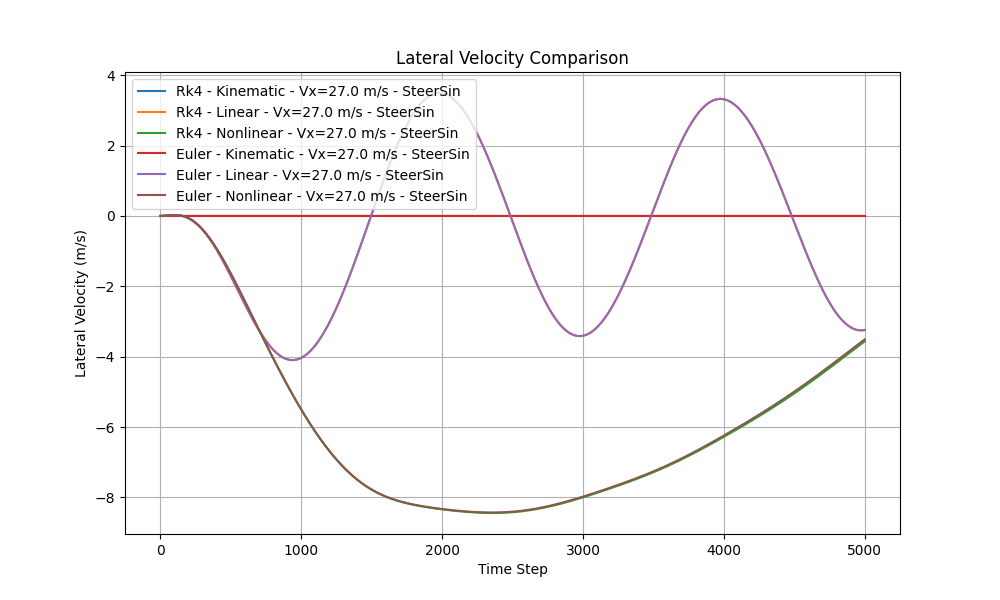 Lateral Velocity Comparison
Rk4 - Kinematic - Vx=27.0 m/s - SteerSin
Rk4 - Linear - Vx=27.0 m/s - SteerSin
Rk4 - Nonlinear - Vx=27.0 m/s - SteerSin
Euler - Kinematic - Vx=27.0 m/s - SteerSin
Euler - Linear - Vx=27.0 m/s - SteerSin
Euler - Nonlinear - Vx=27.0 m/s - SteerSin
Lateral Velocity (m/s)
4
2
0
−2
−4
−6
−8
0 1000 2000 3000 4000 5000
Time Step